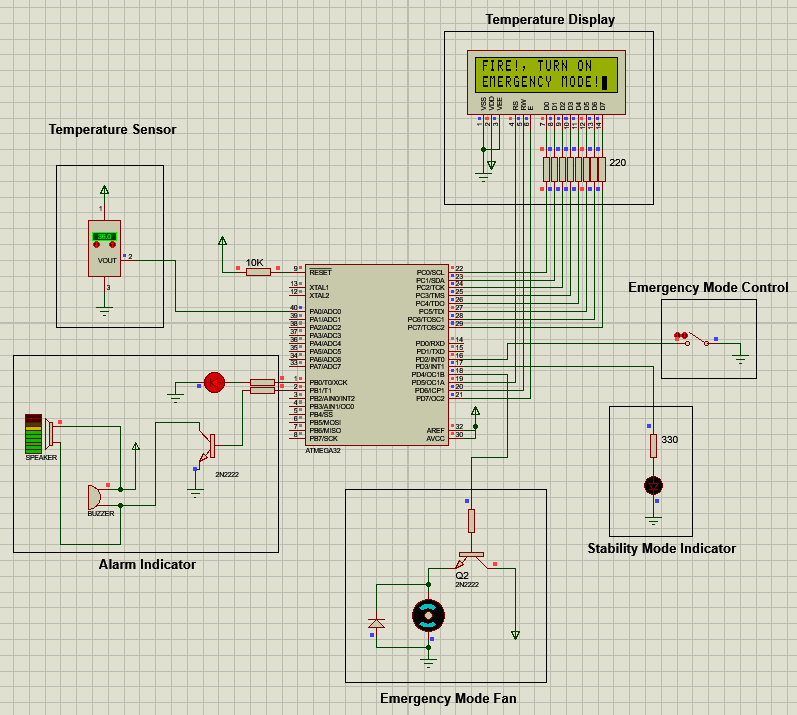 Temperature Display
FIRE!, TURN ON
EMERGENCY MODE!
VSS
VDD
VEE
RS
RW
E
D0
D1
D2
D3
D4
D5
D6
D7
1
2
3
4
5
6
7
8
9
10
11
12
13
14
220
Temperature Sensor
1
VOUT
2
3
10K
9
RESET
13
XTAL1
12
XTAL2
40
PA0/ADC0
39
PA1/ADC1
38
PA2/ADC2
37
PA3/ADC3
36
PA4/ADC4
35
PA5/ADC5
34
PA6/ADC6
33
PA7/ADC7
1
PB0/T0/XCK
2
PB1/T1
3
PB2/AIN0/INT2
4
PB3/AIN1/OC0
5
PB4/SS
6
PB5/MOSI
7
PB6/MISO
8
PB7/SCK
PC0/SCL
22
PC1/SDA
23
PC2/TCK
24
PC3/TMS
25
PC4/TDO
26
PC5/TDI
27
PC6/TOSC1
28
PC7/TOSC2
29
PD0/RXD
14
PD1/TXD
15
PD2/INT0
16
PD3/INT1
17
PD4/OC1B
18
PD5/OC1A
19
PD6/ICP1
20
PD7/OC2
21
AREF
32
AVCC
30
ATMEGA32
Emergency Mode Control
SPEAKER
BUZZER
2N2222
Alarm Indicator
330
Stability Mode Indicator
Q2
2N2222
Emergency Mode Fan